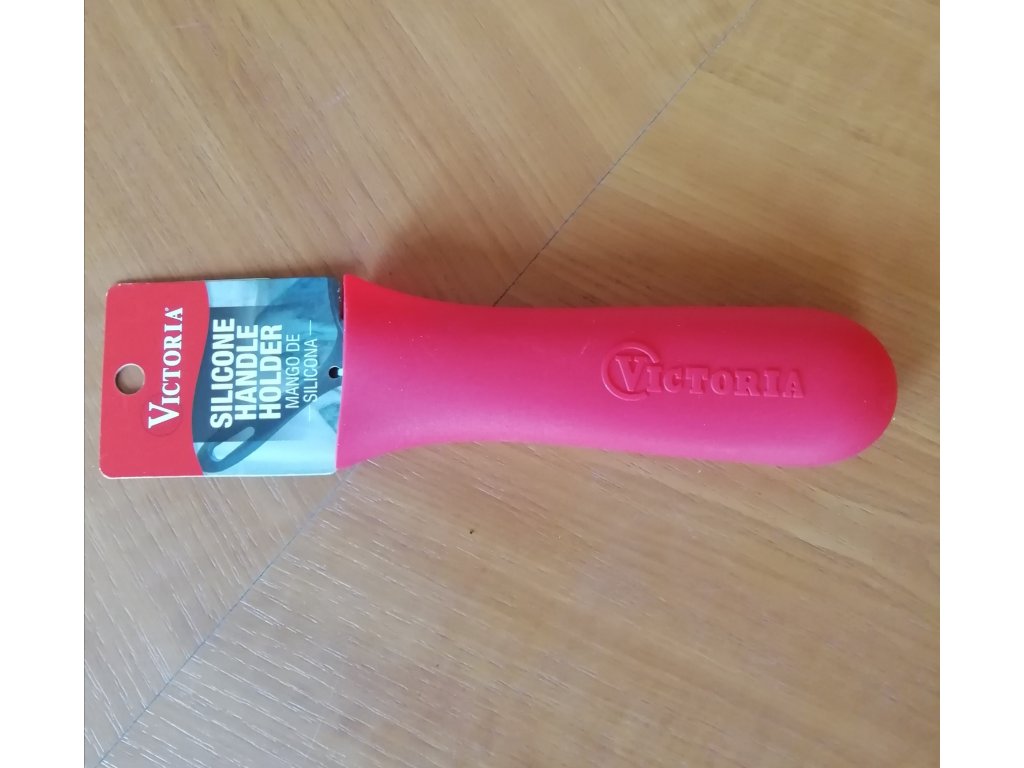 VICTORIA
SILICONE
HANDLE
HOLDER
MANGO DE
SILICONA
VICTORIA